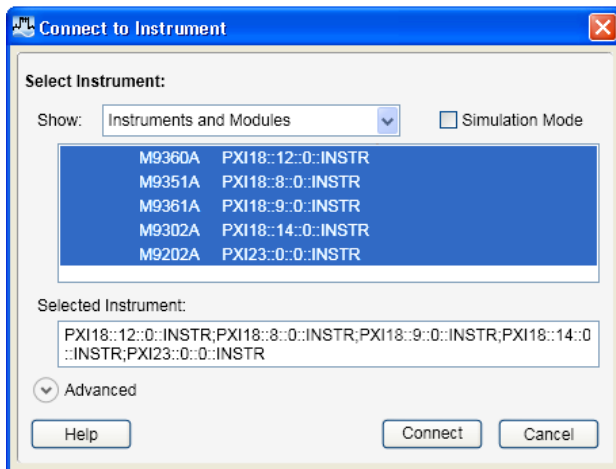 Connect to Instrument
Select Instrument:
Show: Instruments and Modules Simulation Mode
M9360A PXI18::12::0::INSTR
M9351A PXI18::8::0::INSTR
M9361A PXI18::9::0::INSTR
M9302A PXI18::14::0::INSTR
M9202A PXI23::0::0::INSTR
Selected Instrument:
PXI18::12::0::INSTR;PXI18::8::0::INSTR;PXI18::9::0::INSTR;PXI18::14::0
::INSTR;PXI23::0::0::INSTR
Advanced
Help Connect Cancel